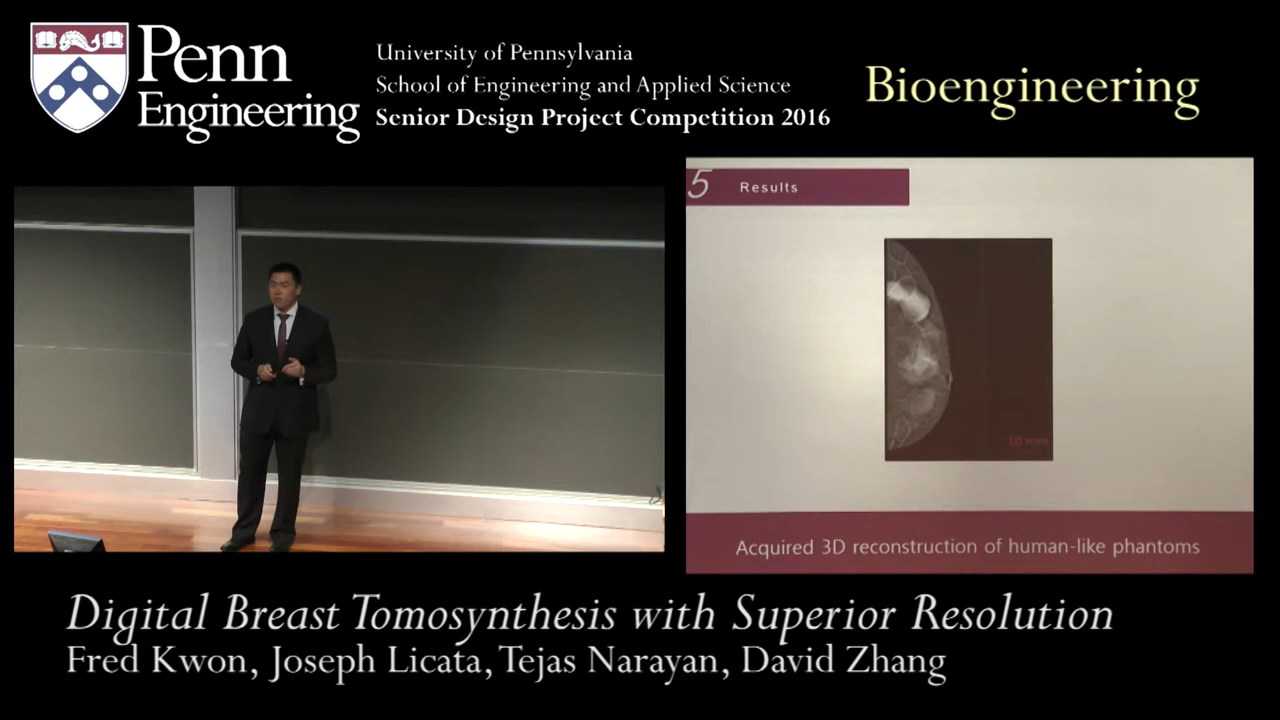 Penn
Engineering
University of Pennsylvania
School of Engineering and Applied Science
Senior Design Project Competition 2016
Bioengineering
5 Results
10 mm
Acquired 3D reconstruction of human-like phantoms
Digital Breast Tomosynthesis with Superior Resolution
Fred Kwon, Joseph Licata, Tejas Narayan, David Zhang